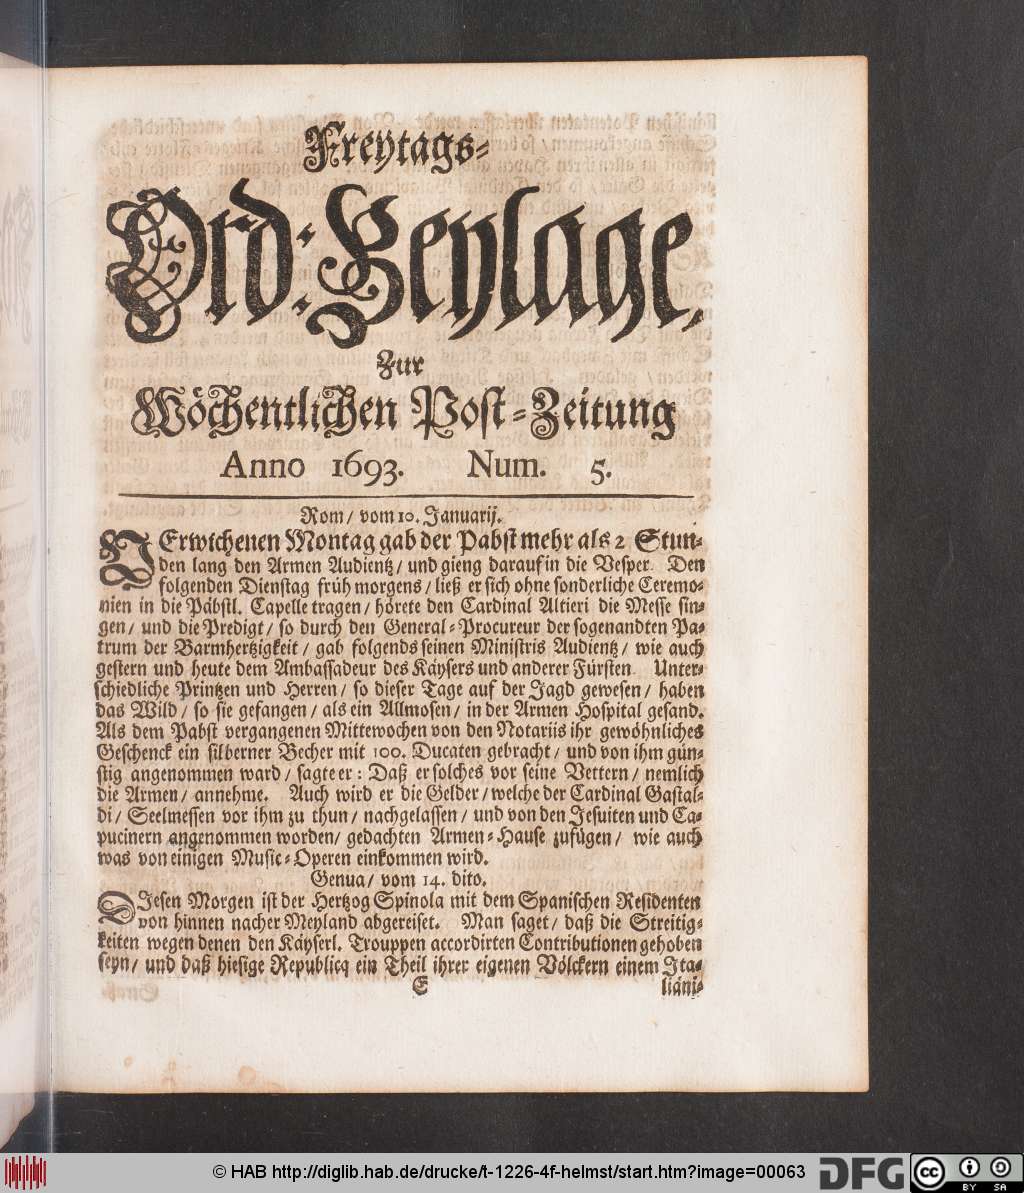 Freytags-
Ord: Beylage,
Zur
Wöchentlichen Post-Zeitung
Anno 1693. Num. 5.
Rom/ vom 10. Januarij.
VErwichenen Montag gab der Pabst mehr als 2 Stun-
den lang den Armen Audientz/ und gieng darauf in die Vesper. Den
folgenden Dienstag früh morgens/ ließ er sich ohne sonderliche Ceremo-
nien in die Päbstl. Capelle tragen/ hörete den Cardinal Altieri die Messe sin-
gen/ und die Predigt/ so durch den General-Procureur der sogenandten Pa-
trum der Barmhertzigkeit/ gab folgends seinen Ministris Audientz/ wie auch
gestern und heute dem Ambassadeur des Käysers und anderer Fürsten. Unter-
schiedliche Printzen und Herren/ so dieser Tage auf der Jagd gewesen/ haben
das Wild/ so sie gefangen/ als ein Allmosen/ in der Armen Hospital gesand.
Als dem Pabst vergangenen Mittewochen von den Notariis ihr gewöhnliches
Geschenck ein silberner Becher mit 100. Ducaten gebracht/ und von ihm gün-
stig angenommen ward/ sagte er: Daß er solches vor seine Vettern/ nemlich
die Armen/ annehme. Auch wird er die Gelder/ welche der Cardinal Gastal-
di/ Seelmessen vor ihm zu thun/ nachgelassen/ und von den Jesuiten und Ca-
pucinern angenommen worden/ gedachten Armen-Hause zufügen/ wie auch
was von einigen Music-Operen einkommen wird.
Genua/ vom 14. dito.
DJesen Morgen ist der Hertzog Spinola mit dem Spanischen Residenten
von hinnen nacher Meyland abgereiset. Man saget/ daß die Streitig-
keiten wegen denen den Käyserl. Trouppen accordirten Contributionen gehoben
seyn/ und daß hiesige Republicq ein Theil ihrer eigenen Völckern einem Ita-
E liäni-
© HAB http://diglib.hab.de/drucke/t-1226-4f-helmst/start.htm?image=00063
DFG
cc BY SA